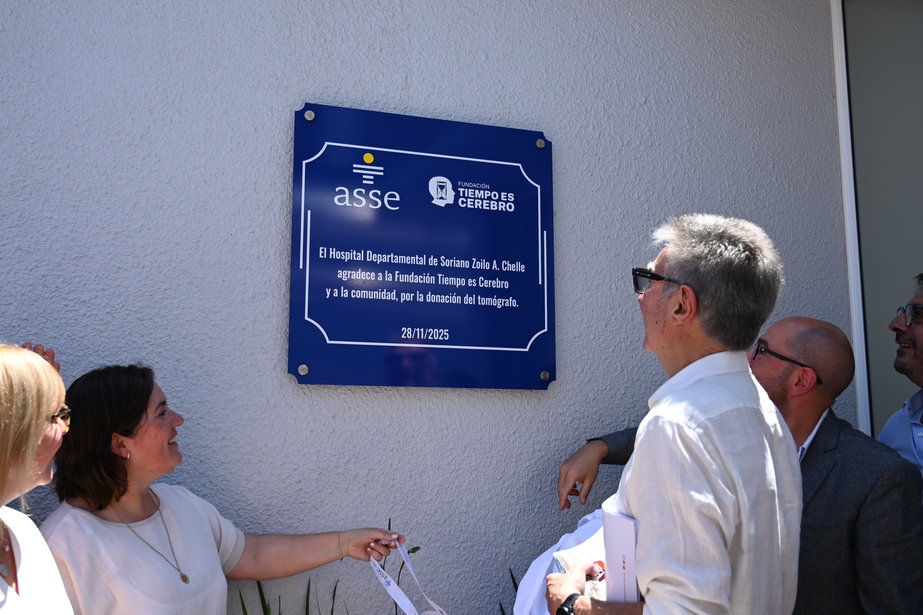 asse
FUNDACIÓN
TIEMPO ES
CEREBRO
El Hospital Departamental de Soriano Zoilo A. Chelle
agradece a la Fundación Tiempo es Cerebro
y a la comunidad, por la donación del tomógrafo.
28/11/2025